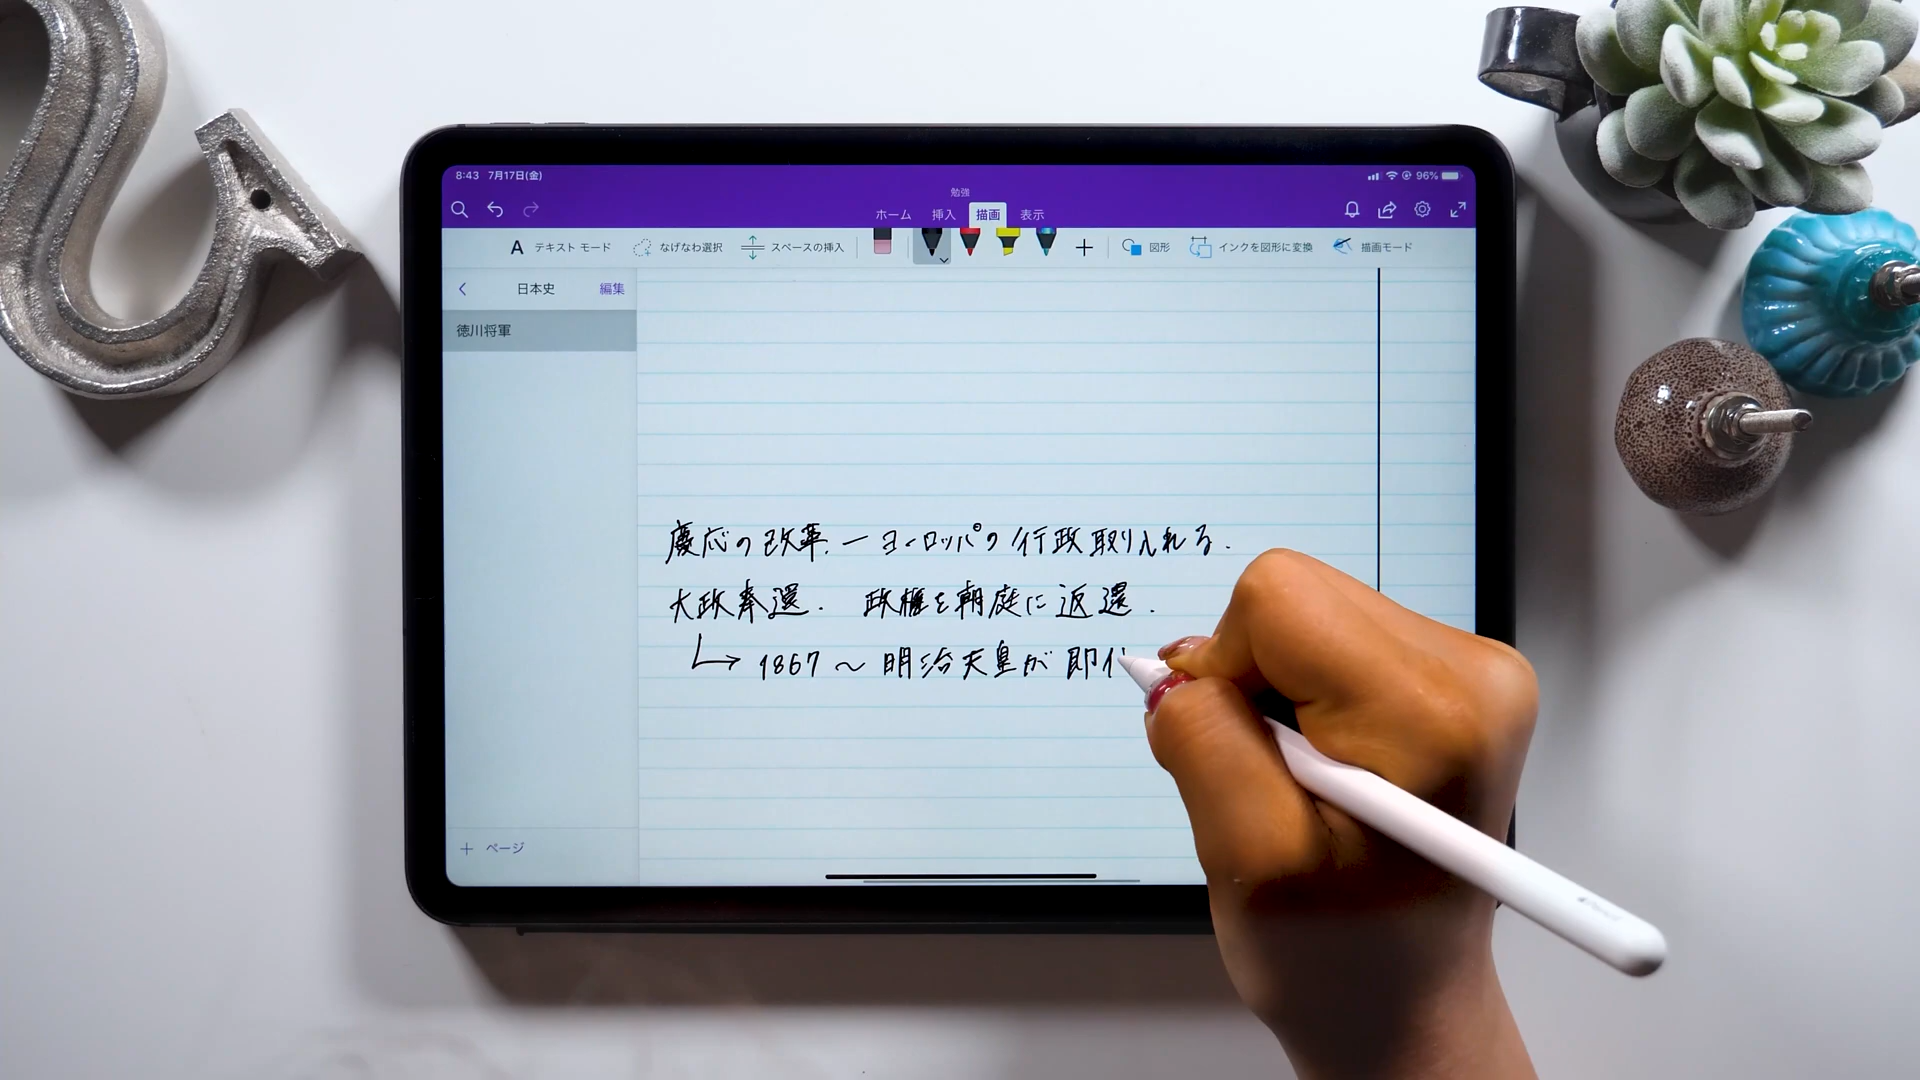 8:43 7月17日(金) 96%
勉強
ホーム 挿入 描画 表示
A テキスト モード なげなわ選択 スペースの挿入 図形 インクを図形に変換 描画モード
日本史 編集
徳川将軍
慶応の改革.ーヨーロッパの行政取り入れる.
大政奉還. 政権を朝庭に返還.
↳ 1867 〜 明治天皇が即位
+ ページ
Pencil